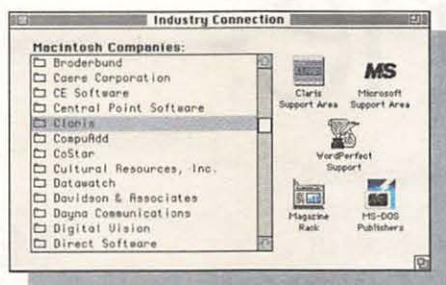 Industry Connection
Macintosh Companies:
Broderbund
Caere Corporation
CE Software
Central Point Software
Claris
CompuAdd
CoStar
Cultural Resources, Inc.
Datawatch
Davidson & Associates
Dayna Communications
Digital Vision
Direct Software
CLARIS
Claris
Support Area
MS
Microsoft
Support Area
WordPerfect
Support
Magazine
Rack
MS-DOS
Publishers